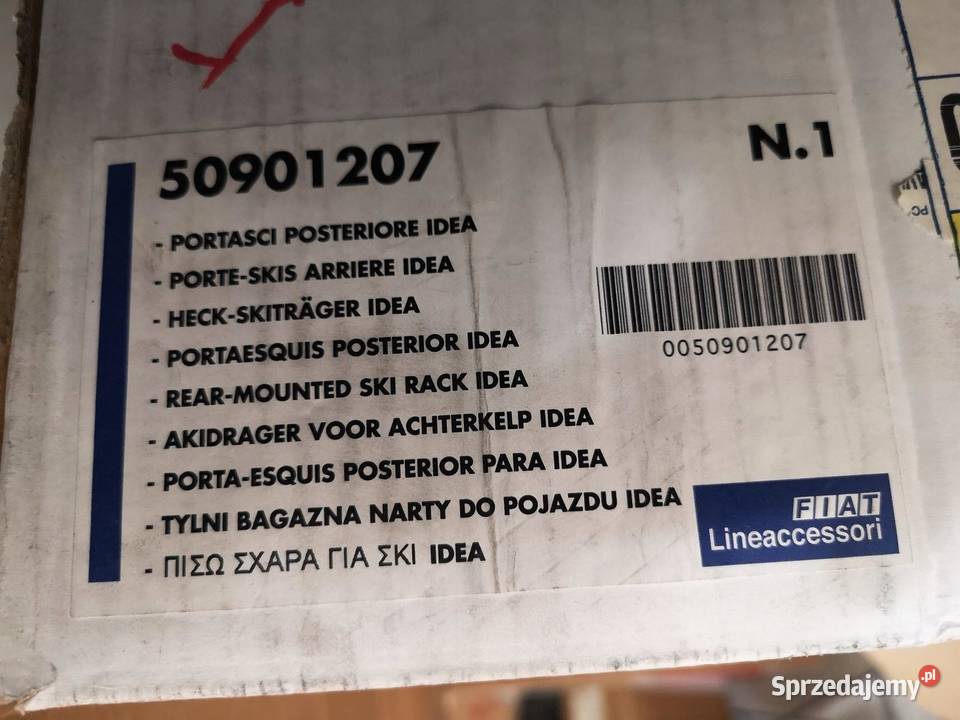 50901207
N.1
- PORTASCI POSTERIORE IDEA
- PORTE-SKIS ARRIERE IDEA
- HECK-SKITRÄGER IDEA
- PORTAESQUIS POSTERIOR IDEA
- REAR-MOUNTED SKI RACK IDEA
- AKIDRAGER VOOR ACHTERKELP IDEA
- PORTA-ESQUIS POSTERIOR PARA IDEA
- TYLNI BAGAZNA NARTY DO POJAZDU IDEA
- ΠΙΣΩ ΣΧΑΡΑ ΓΙΑ ΣΚΙ IDEA
0050901207
FIAT
Lineaccessori
PC
Sprzedajemy.pl